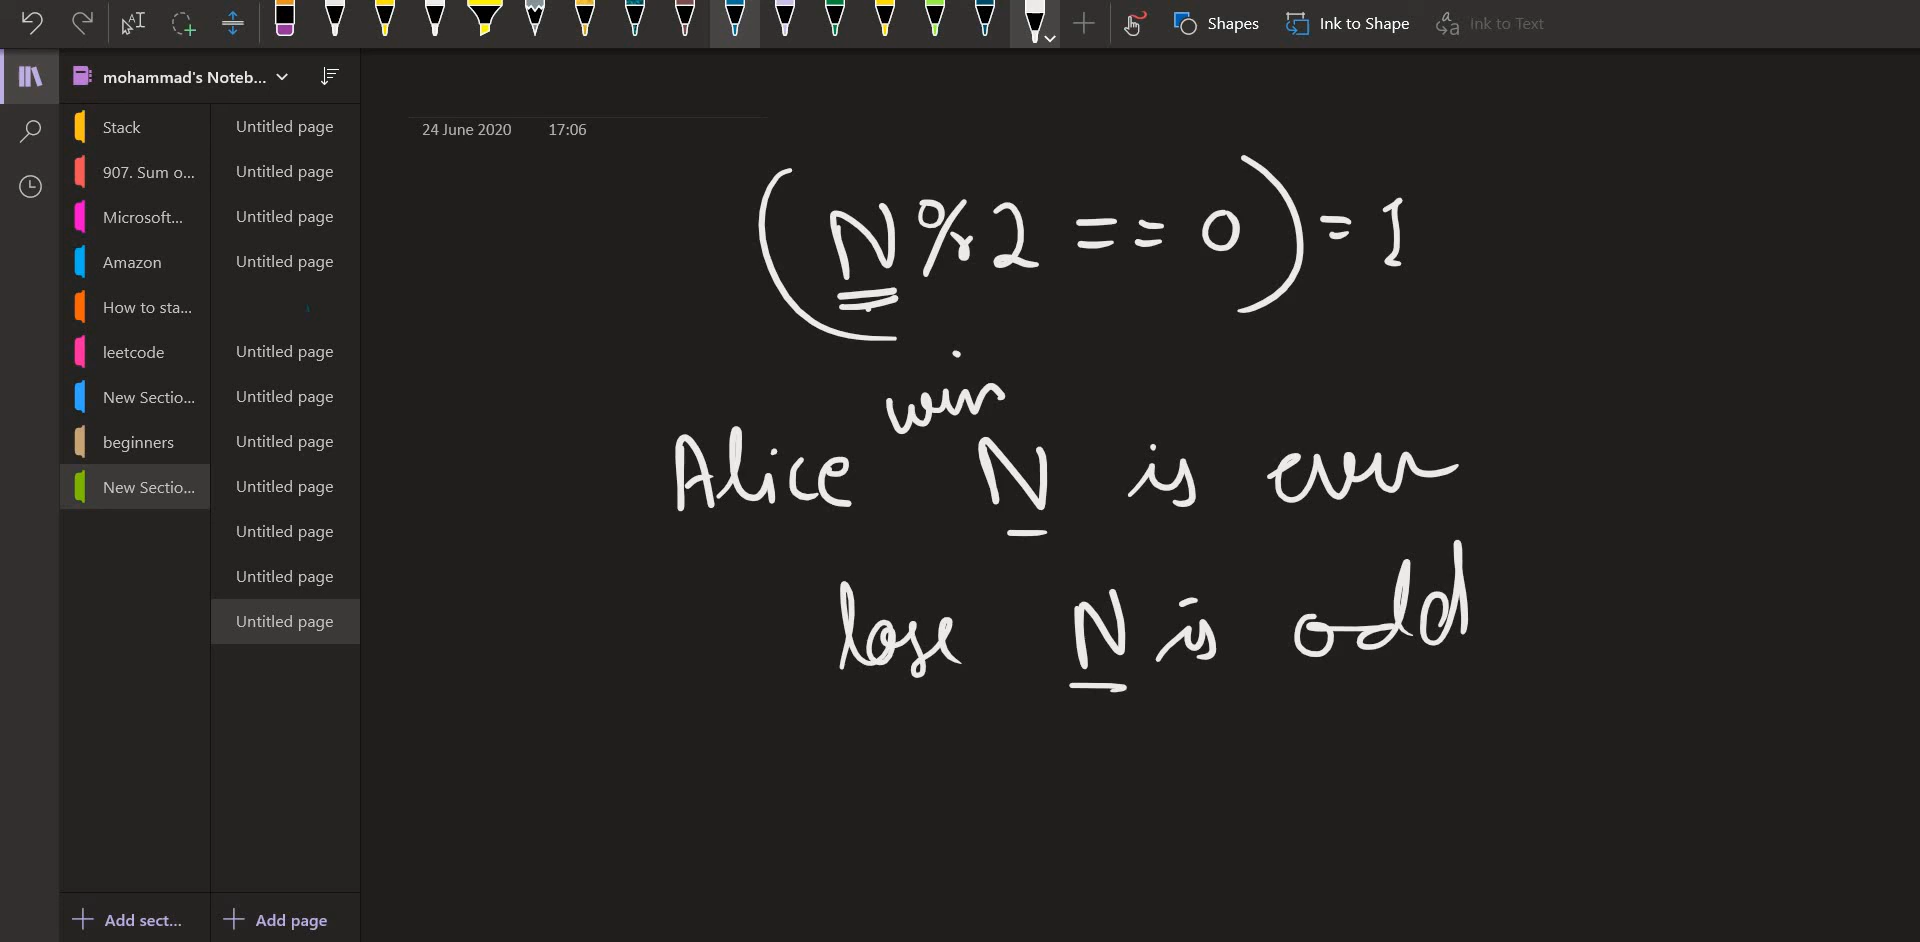 Shapes
Ink to Shape
Ink to Text
mohammad's Noteb...
Stack
907. Sum o...
Microsoft...
Amazon
How to sta...
leetcode
New Sectio...
beginners
New Sectio...
Add sect...
Untitled page
Untitled page
Untitled page
Untitled page
Untitled page
Untitled page
Untitled page
Untitled page
Untitled page
Untitled page
Untitled page
Add page
24 June 2020 17:06
(N%2 == 0) = 1
win
Alice N is even
lose N is odd